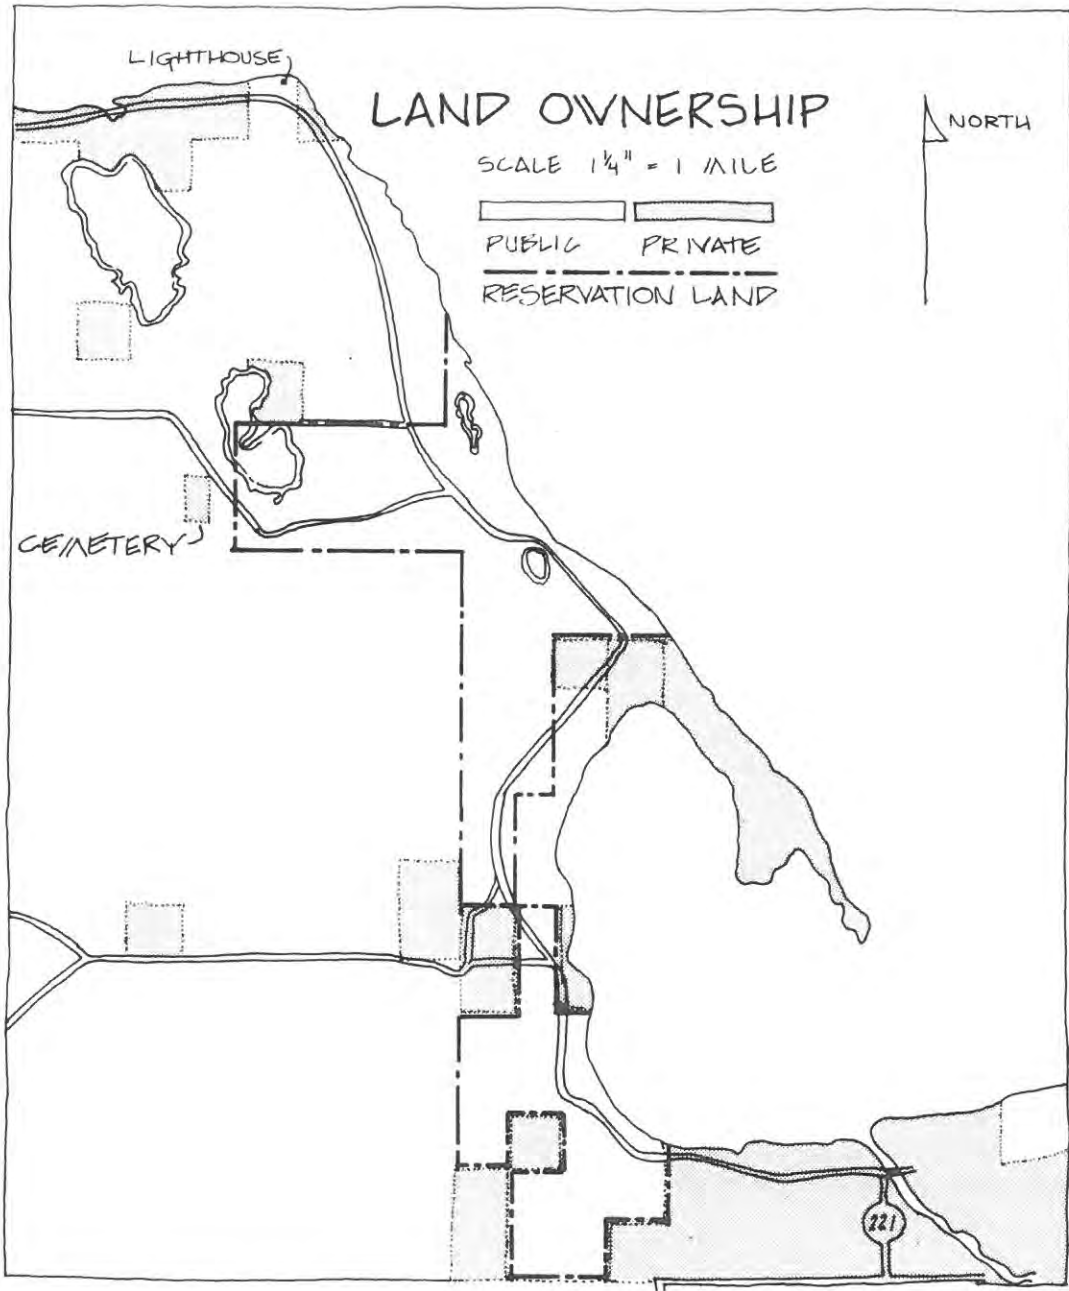 LIGHTHOUSE
LAND OWNERSHIP
NORTH
SCALE 1¼" = 1 MILE
PUBLIC PRIVATE
RESERVATION LAND
CEMETERY
221